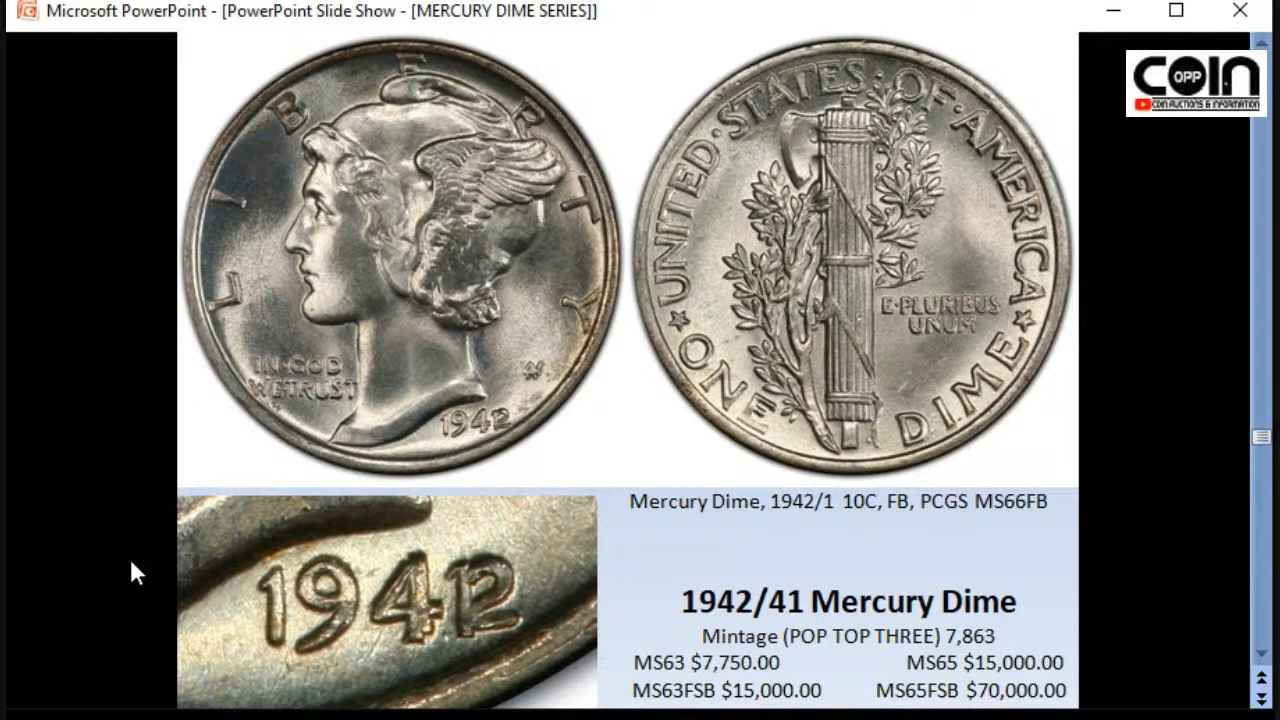 Microsoft PowerPoint - [PowerPoint Slide Show - [MERCURY DIME SERIES]]
COIN
OPP
COIN AUCTIONS & INFORMATION
LIBERTY
IN·GOD
WE TRUST
1942
UNITED·STATES·OF·AMERICA
E·PLURIBUS
UNUM
ONE DIME
1942
Mercury Dime, 1942/1 10C, FB, PCGS MS66FB
1942/41 Mercury Dime
Mintage (POP TOP THREE) 7,863
MS63 $7,750.00 MS65 $15,000.00
MS63FSB $15,000.00 MS65FSB $70,000.00